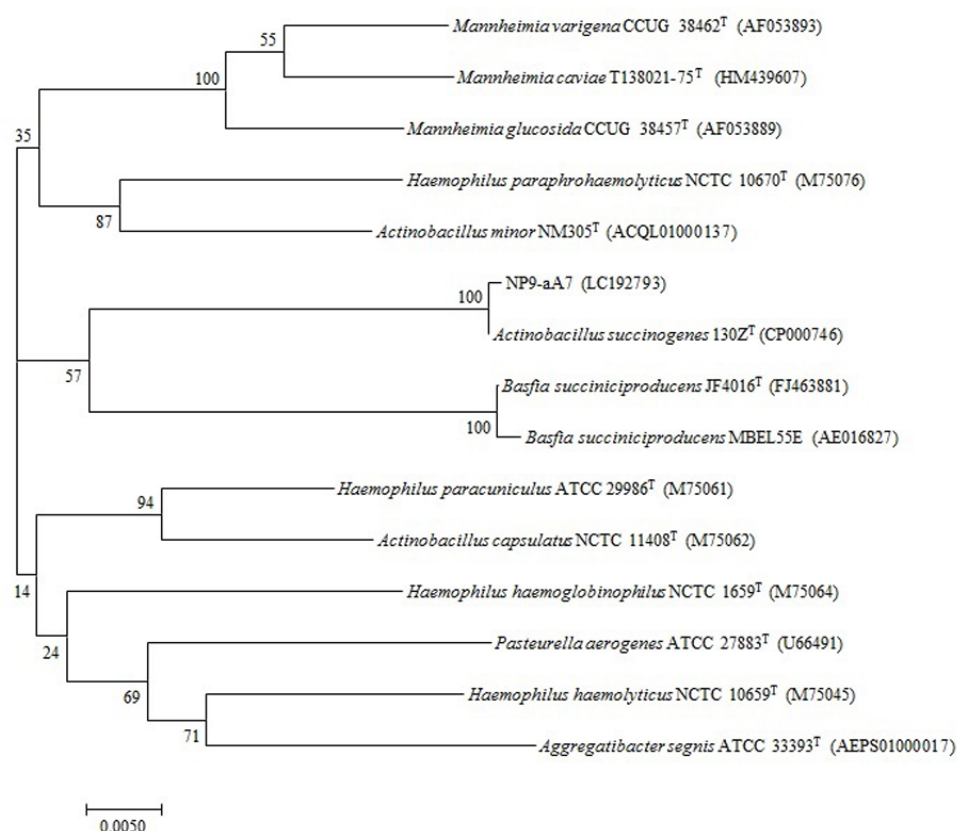 55
Mannheimia varigena CCUG 38462T (AF053893)
Mannheimia caviae T138021-75T (HM439607)
100
Mannheimia glucosida CCUG 38457T (AF053889)
35
Haemophilus paraphrohaemolyticus NCTC 10670T (M75076)
87
Actinobacillus minor NM305T (ACQL01000137)
NP9-aA7 (LC192793)
100
Actinobacillus succinogenes 130ZT (CP000746)
57
Basfia succiniciproducens JF4016T (FJ463881)
100
Basfia succiniciproducens MBEL55E (AE016827)
Haemophilus paracuniculus ATCC 29986T (M75061)
94
Actinobacillus capsulatus NCTC 11408T (M75062)
14
Haemophilus haemoglobinophilus NCTC 1659T (M75064)
24
Pasteurella aerogenes ATCC 27883T (U66491)
69
Haemophilus haemolyticus NCTC 10659T (M75045)
71
Aggregatibacter segnis ATCC 33393T (AEPS01000017)
0.0050